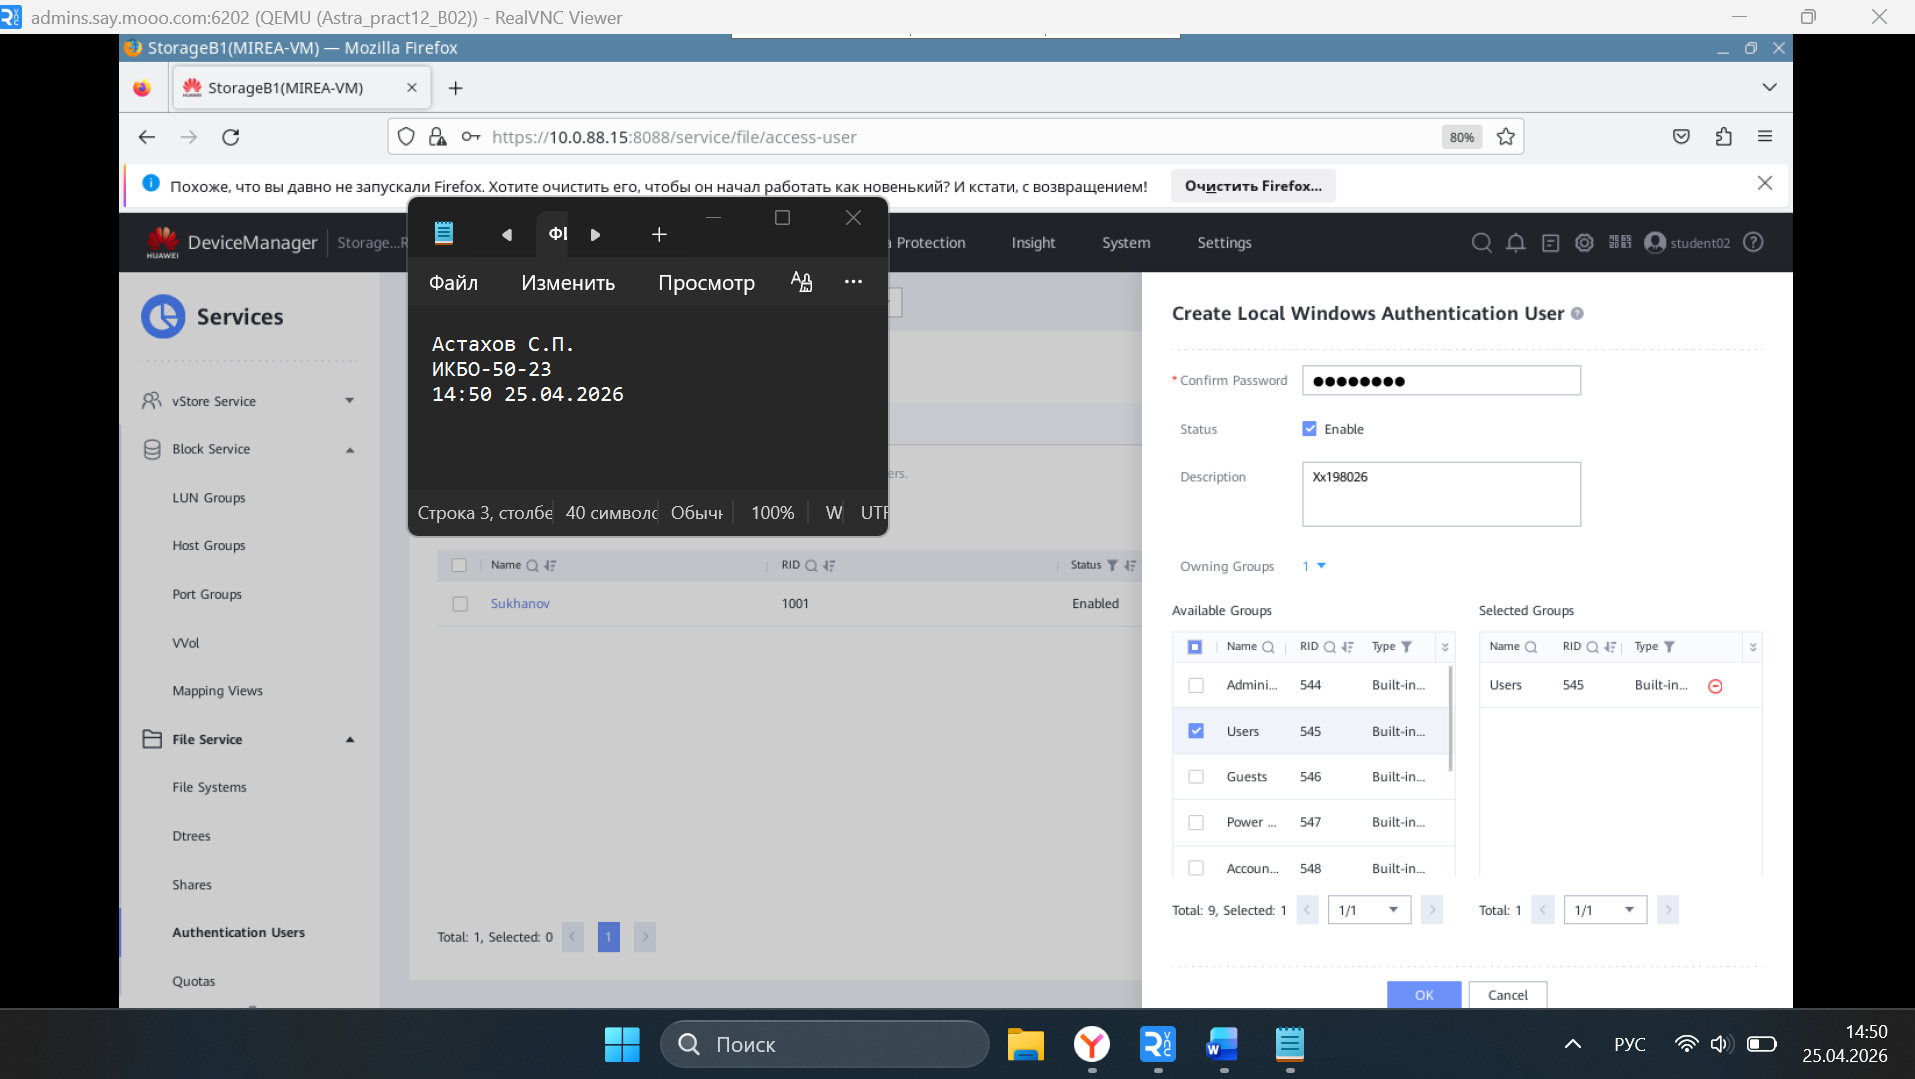 admins.say.mooo.com:6202 (QEMU (Astra_pract12_B02)) - RealVNC Viewer
StorageB1(MIREA-VM) — Mozilla Firefox
StorageB1(MIREA-VM)
https://10.0.88.15:8088/service/file/access-user
80%
Похоже, что вы давно не запускали Firefox. Хотите очистить его, чтобы он начал работать как новенький? И кстати, с возвращением!
Очистить Firefox...
HUAWEI
DeviceManager
Storage...R
Protection
Insight
System
Settings
student02
Файл
Изменить
Просмотр
Астахов С.П.
ИКБО-50-23
14:50 25.04.2026
Строка 3, столбе
40 символо
Обычн
100%
W
UTF
Services
vStore Service
Block Service
LUN Groups
Host Groups
Port Groups
VVol
Mapping Views
File Service
File Systems
Dtrees
Shares
Authentication Users
Quotas
ers.
Name
RID
Status
Sukhanov
1001
Enabled
Total: 1, Selected: 0
1
Create Local Windows Authentication User
* Confirm Password
Status
Enable
Description
Xx198026
Owning Groups
1
Available Groups
Name
RID
Type
Admini...
544
Built-in...
Users
545
Built-in...
Guests
546
Built-in...
Power ...
547
Built-in...
Accoun...
548
Built-in...
Total: 9, Selected: 1
1/1
Selected Groups
Name
RID
Type
Users
545
Built-in...
Total: 1
1/1
OK
Cancel
Поиск
РУС
14:50
25.04.2026